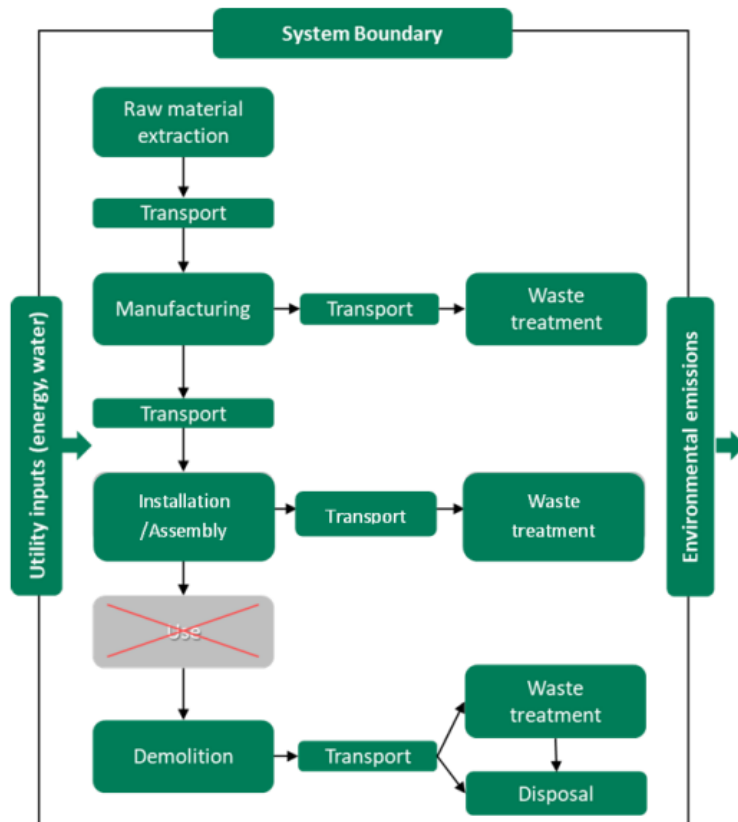 System Boundary
Raw material
extraction
Transport
Manufacturing
Transport
Waste
treatment
Utility inputs (energy, water)
Environmental emissions
Transport
Installation
/Assembly
Transport
Waste
treatment
Use
Demolition
Transport
Waste
treatment
Disposal